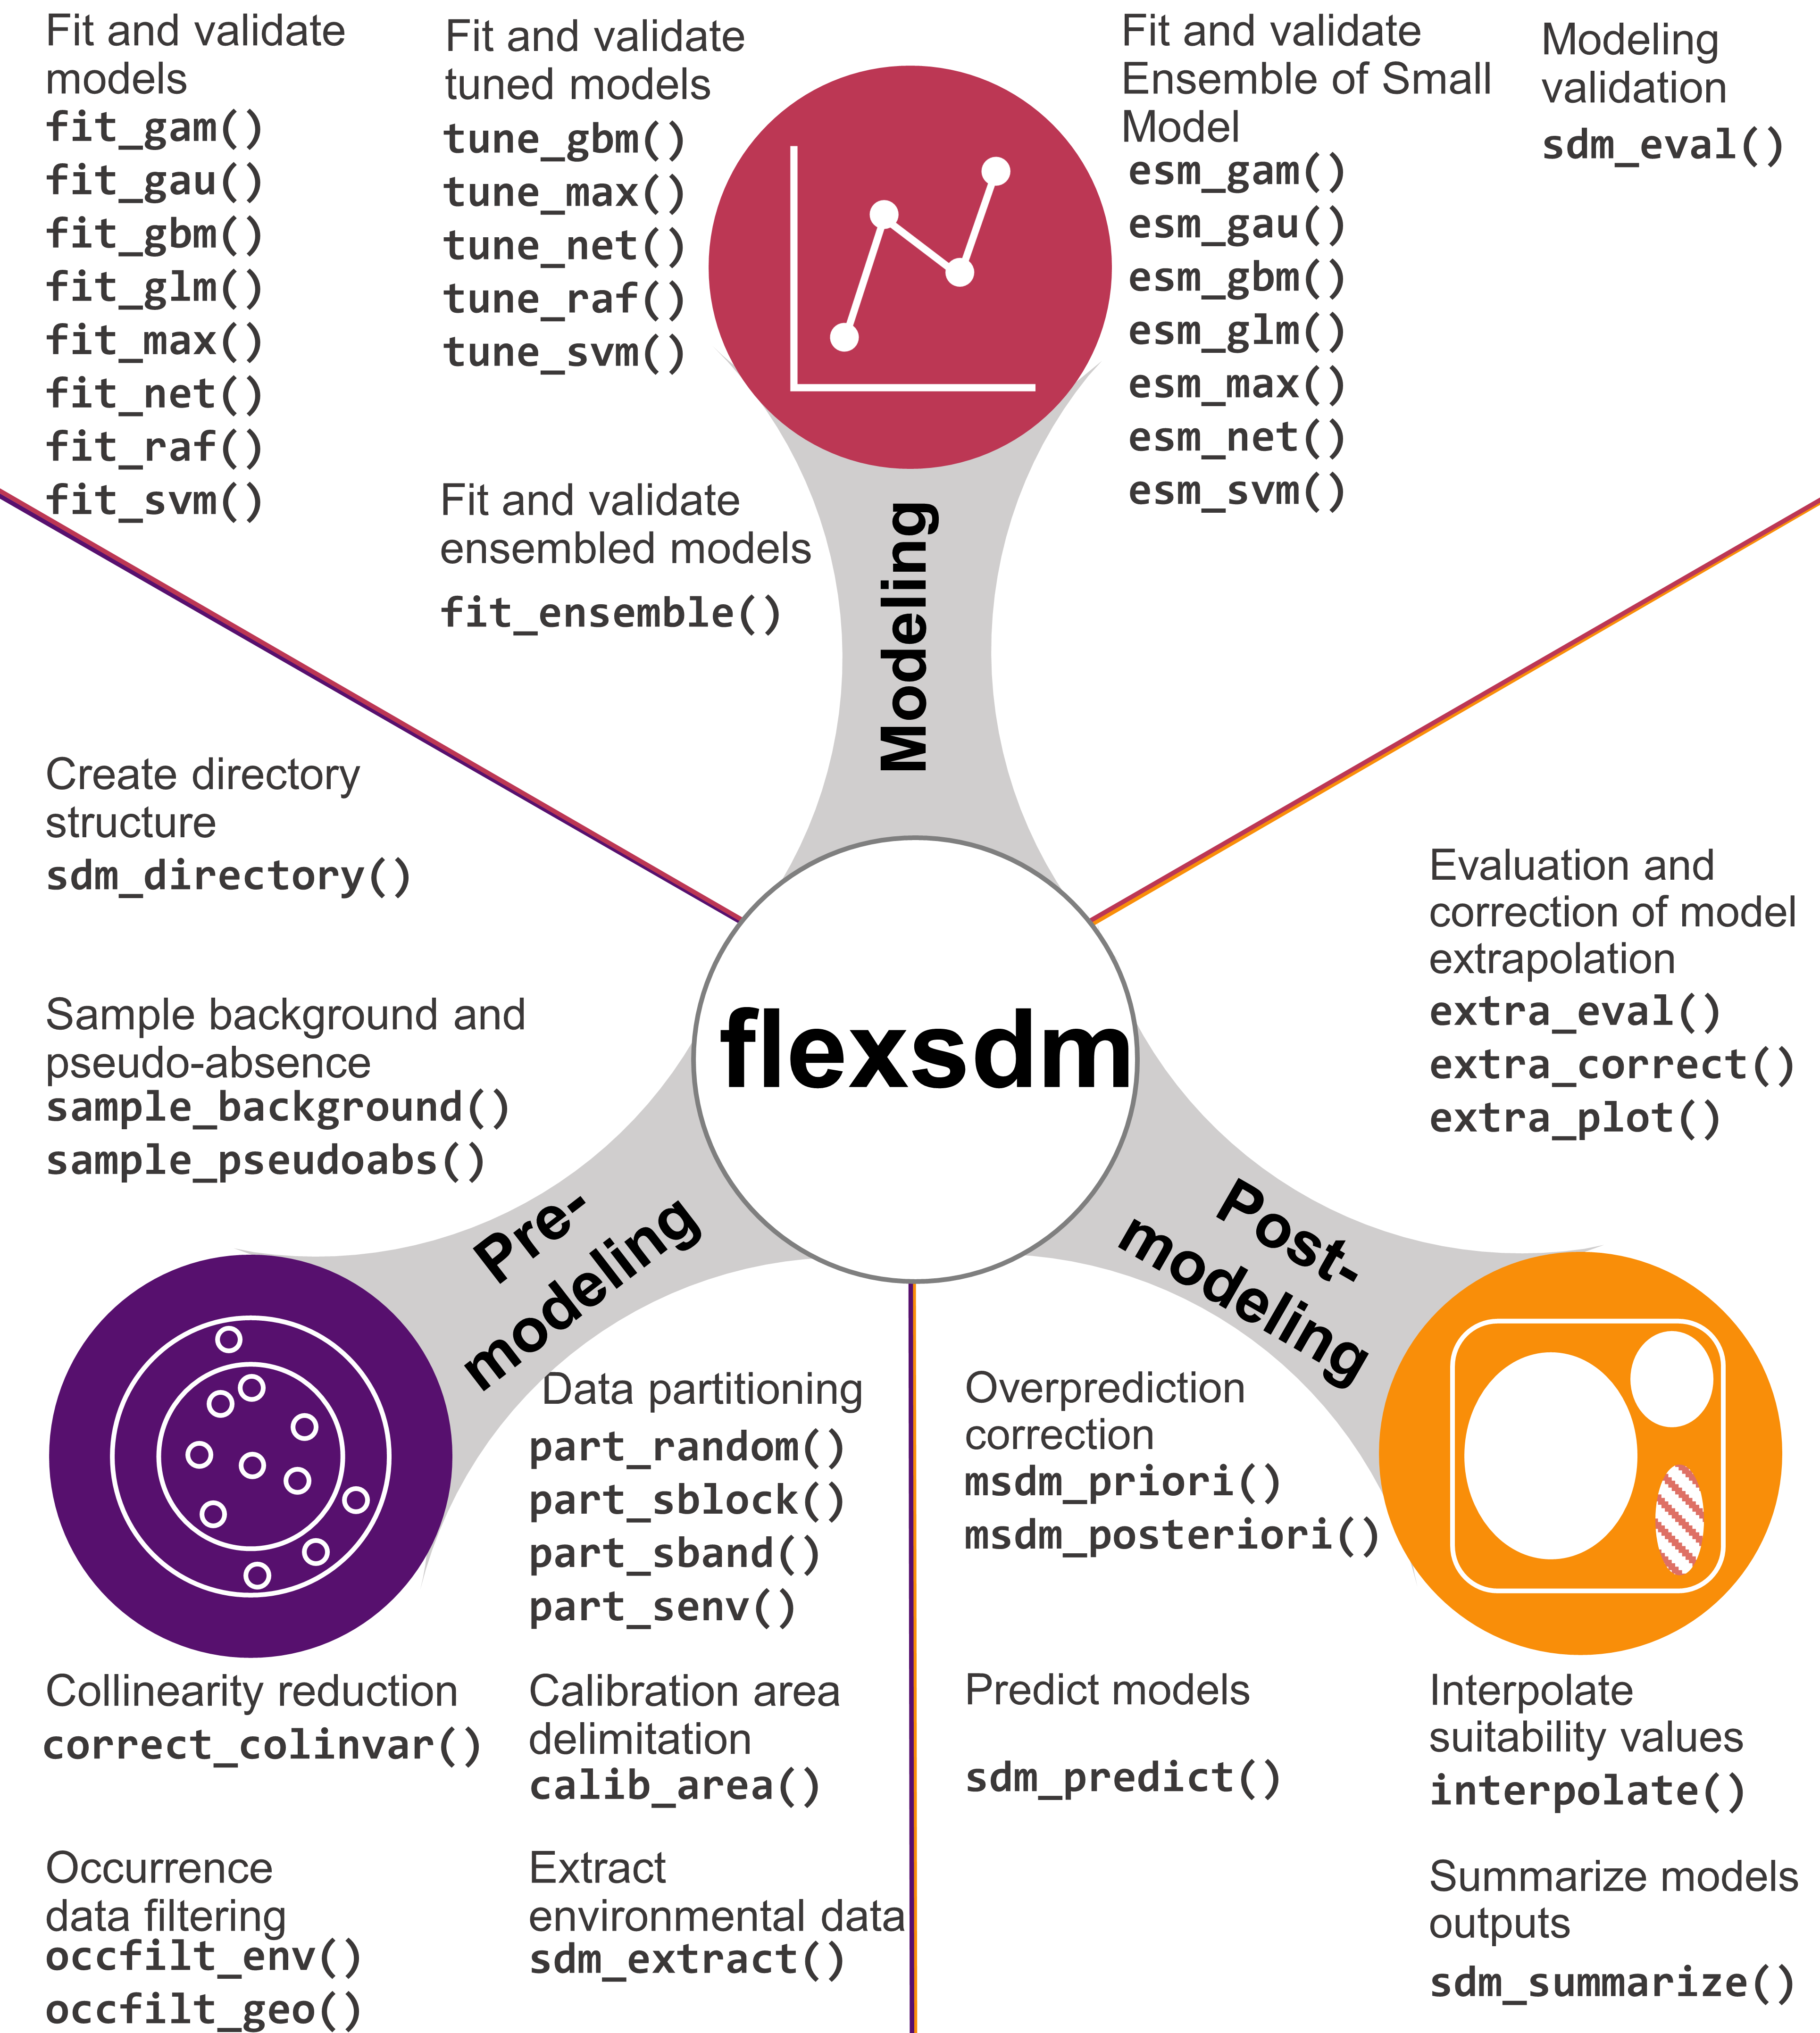 Fit and validate
models
fit_gam()
fit_gau()
fit_gbm()
fit_glm()
fit_max()
fit_net()
fit_raf()
fit_svm()
Fit and validate
tuned models
tune_gbm()
tune_max()
tune_net()
tune_raf()
tune_svm()
Fit and validate
ensembled models
fit_ensemble()
Fit and validate
Ensemble of Small
Model
esm_gam()
esm_gau()
esm_gbm()
esm_glm()
esm_max()
esm_net()
esm_svm()
Modeling
validation
sdm_eval()
Modeling
Create directory
structure
sdm_directory()
Sample background and
pseudo-absence
sample_background()
sample_pseudoabs()
flexsdm
Evaluation and
correction of model
extrapolation
extra_eval()
extra_correct()
extra_plot()
Pre-
modeling
Post-
modeling
Data partitioning
part_random()
part_sblock()
part_sband()
part_senv()
Overprediction
correction
msdm_priori()
msdm_posteriori()
Collinearity reduction
correct_colinvar()
Calibration area
delimitation
calib_area()
Predict models
sdm_predict()
Interpolate
suitability values
interpolate()
Occurrence
data filtering
occfilt_env()
occfilt_geo()
Extract
environmental data
sdm_extract()
Summarize models
outputs
sdm_summarize()